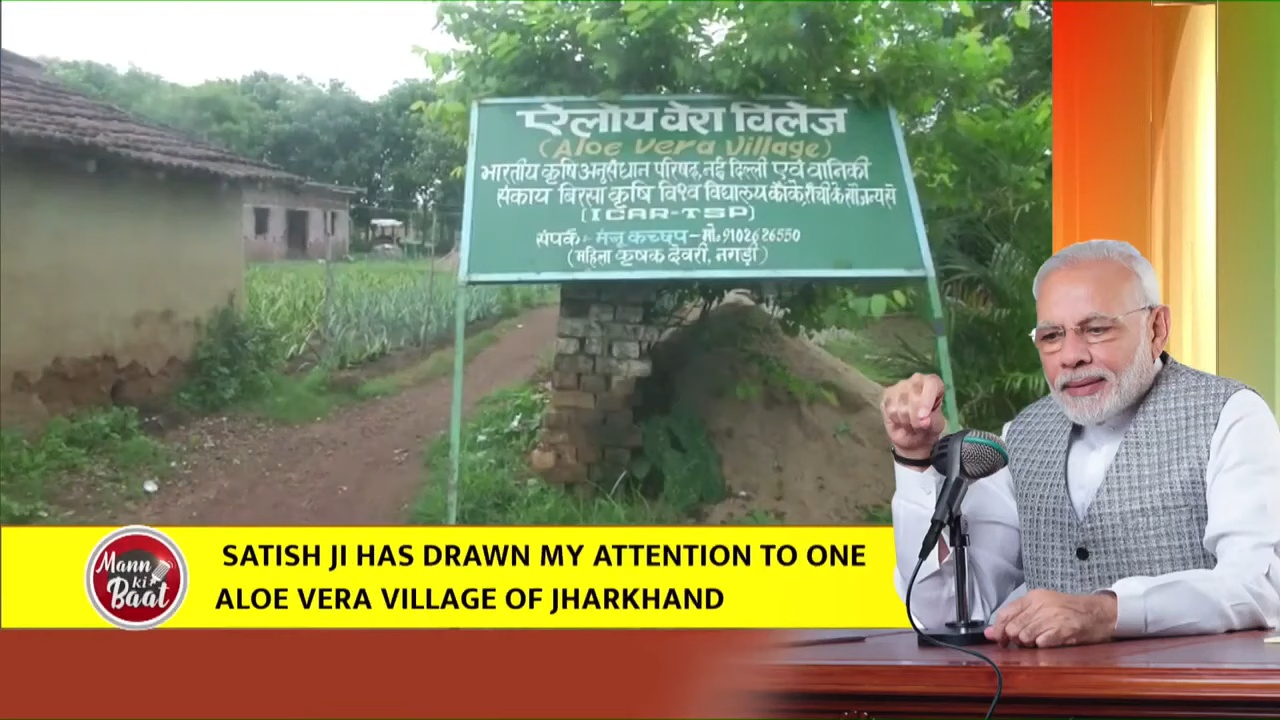 ऐलोय वेरा विलेज
(Aloe Vera Village)
भारतीय कृषि अनुसंधान परिषद, नई दिल्ली एवं वानिकी
संकाय बिरसा कृषि विश्व विद्यालय काँके, राँची के सौजन्य से
(ICAR-TSP)
संपर्क:- मंजू कच्छप - मो. 9102626550
(महिला कृषक देवरी, नगड़ी)
Mann
ki
Baat
SATISH JI HAS DRAWN MY ATTENTION TO ONE
ALOE VERA VILLAGE OF JHARKHAND